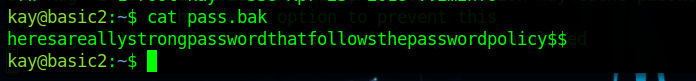 kay@basic2:~$ cat pass.bak
heresareallystrongpasswordthatfollowsthepasswordpolicy$$
kay@basic2:~$